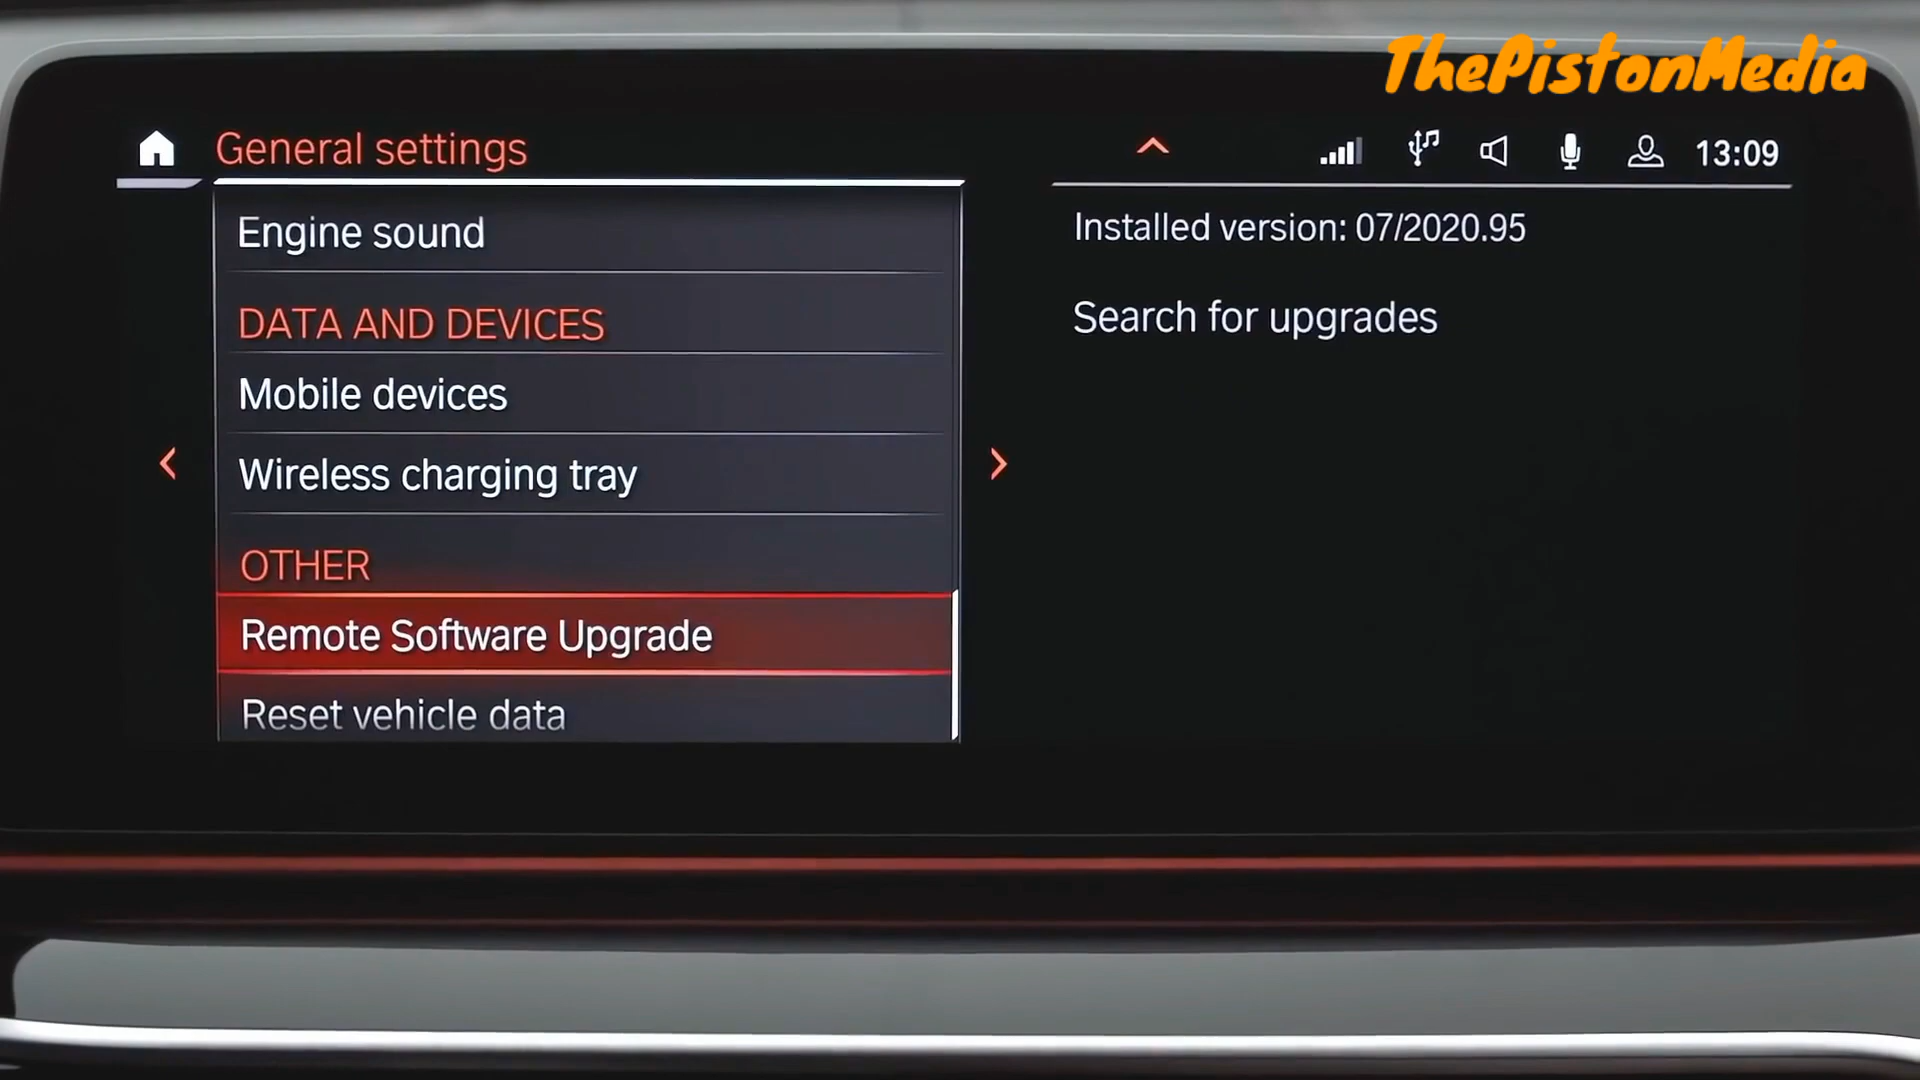 ThePistonMedia
General settings
13:09
Engine sound
DATA AND DEVICES
Mobile devices
Wireless charging tray
OTHER
Remote Software Upgrade
Reset vehicle data
Installed version: 07/2020.95
Search for upgrades